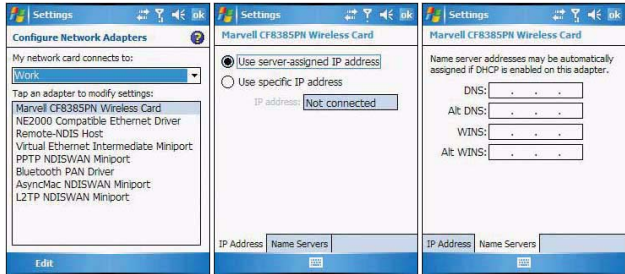 Settings
ok
Configure Network Adapters
?
My network card connects to:
Work
Tap an adapter to modify settings:
Marvell CF8385PN Wireless Card
NE2000 Compatible Ethernet Driver
Remote-NDIS Host
Virtual Ethernet Intermediate Miniport
PPTP NDISWAN Miniport
Bluetooth PAN Driver
AsyncMac NDISWAN Miniport
L2TP NDISWAN Miniport
Edit
Settings
ok
Marvell CF8385PN Wireless Card
Use server-assigned IP address
Use specific IP address
IP address: Not connected
IP Address Name Servers
Settings
ok
Marvell CF8385PN Wireless Card
Name server addresses may be automatically
assigned if DHCP is enabled on this adapter.
DNS: . . .
Alt DNS: . . .
WINS: . . .
Alt WINS: . . .
IP Address Name Servers